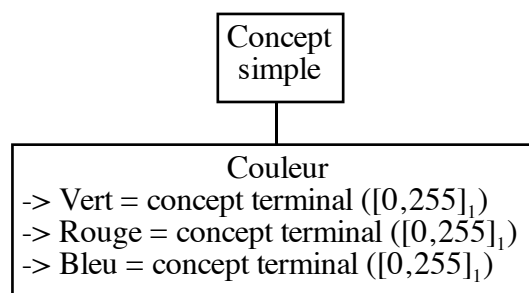 Concept
simple
Couleur
-> Vert = concept terminal ([0,255]₁)
-> Rouge = concept terminal ([0,255]₁)
-> Bleu = concept terminal ([0,255]₁)